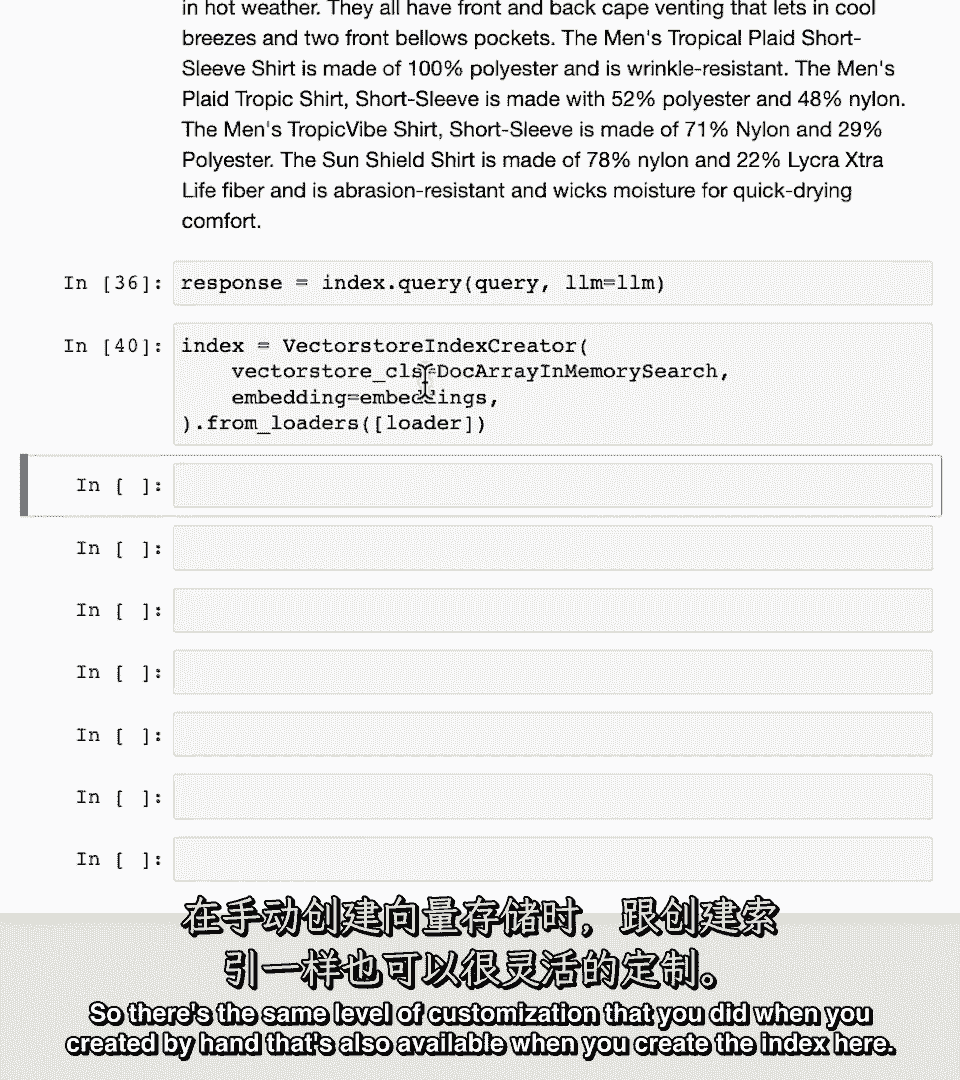 in hot weather. They all have front and back cape venting that lets in cool
breezes and two front bellows pockets. The Men's Tropical Plaid Short-
Sleeve Shirt is made of 100% polyester and is wrinkle-resistant. The Men's
Plaid Tropic Shirt, Short-Sleeve is made with 52% polyester and 48% nylon.
The Men's TropicVibe Shirt, Short-Sleeve is made of 71% Nylon and 29%
Polyester. The Sun Shield Shirt is made of 78% nylon and 22% Lycra Xtra
Life fiber and is abrasion-resistant and wicks moisture for quick-drying
comfort.
In [36]: response = index.query(query, llm=llm)
In [40]: index = VectorstoreIndexCreator(
vectorstore_cls=DocArrayInMemorySearch,
embedding=embeddings,
).from_loaders([loader])
In [ ]:
In [ ]:
In [ ]:
In [ ]:
In [ ]:
In [ ]:
In [ ]:
在手动创建向量存储时，跟创建索
引一样也可以很灵活的定制。
So there's the same level of customization that you did when you
created by hand that's also available when you create the index here.